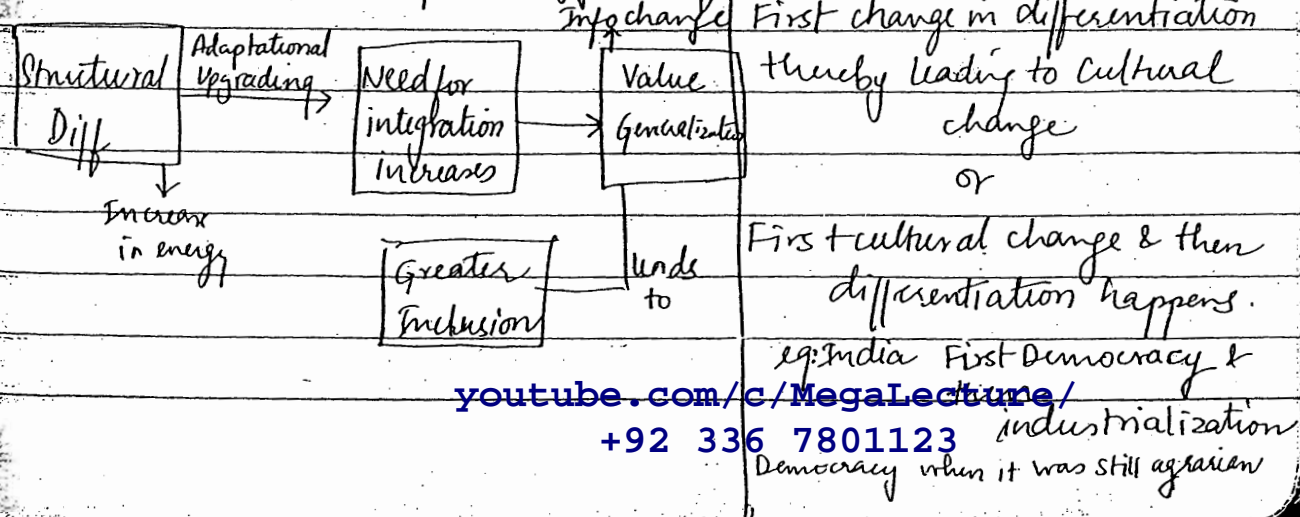 Info change
Structural
Diff
Adaptational
Upgrading
Need for
integration
increases
Value
Generalization
Increase
in energy
Greater
Inclusion
leads
to
First change in differentiation
thereby leading to Cultural
change
or
First cultural change & then
differentiation happens.
eg: India First Democracy &
then
industrialization
Democracy when it was still agrarian
youtube.com/c/MegaLecture/
+92 336 7801123